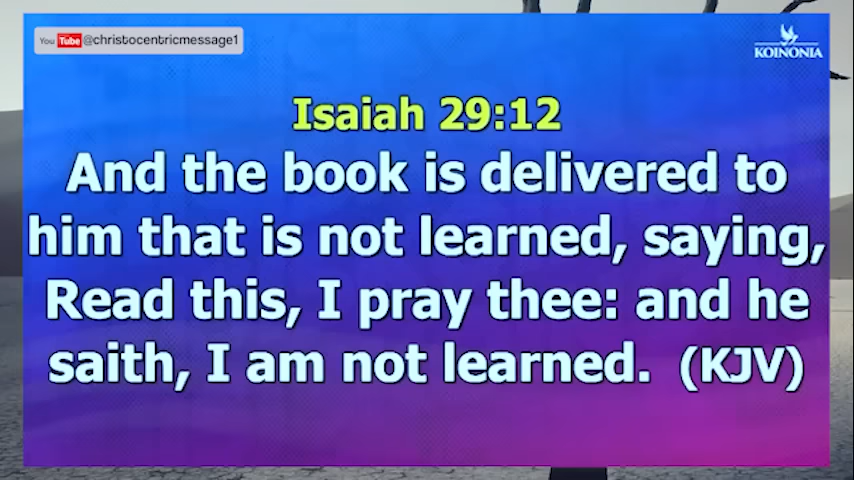 You Tube @christocentricmessage1
KOINONIA
Isaiah 29:12
And the book is delivered to
him that is not learned, saying,
Read this, I pray thee: and he
saith, I am not learned. (KJV)